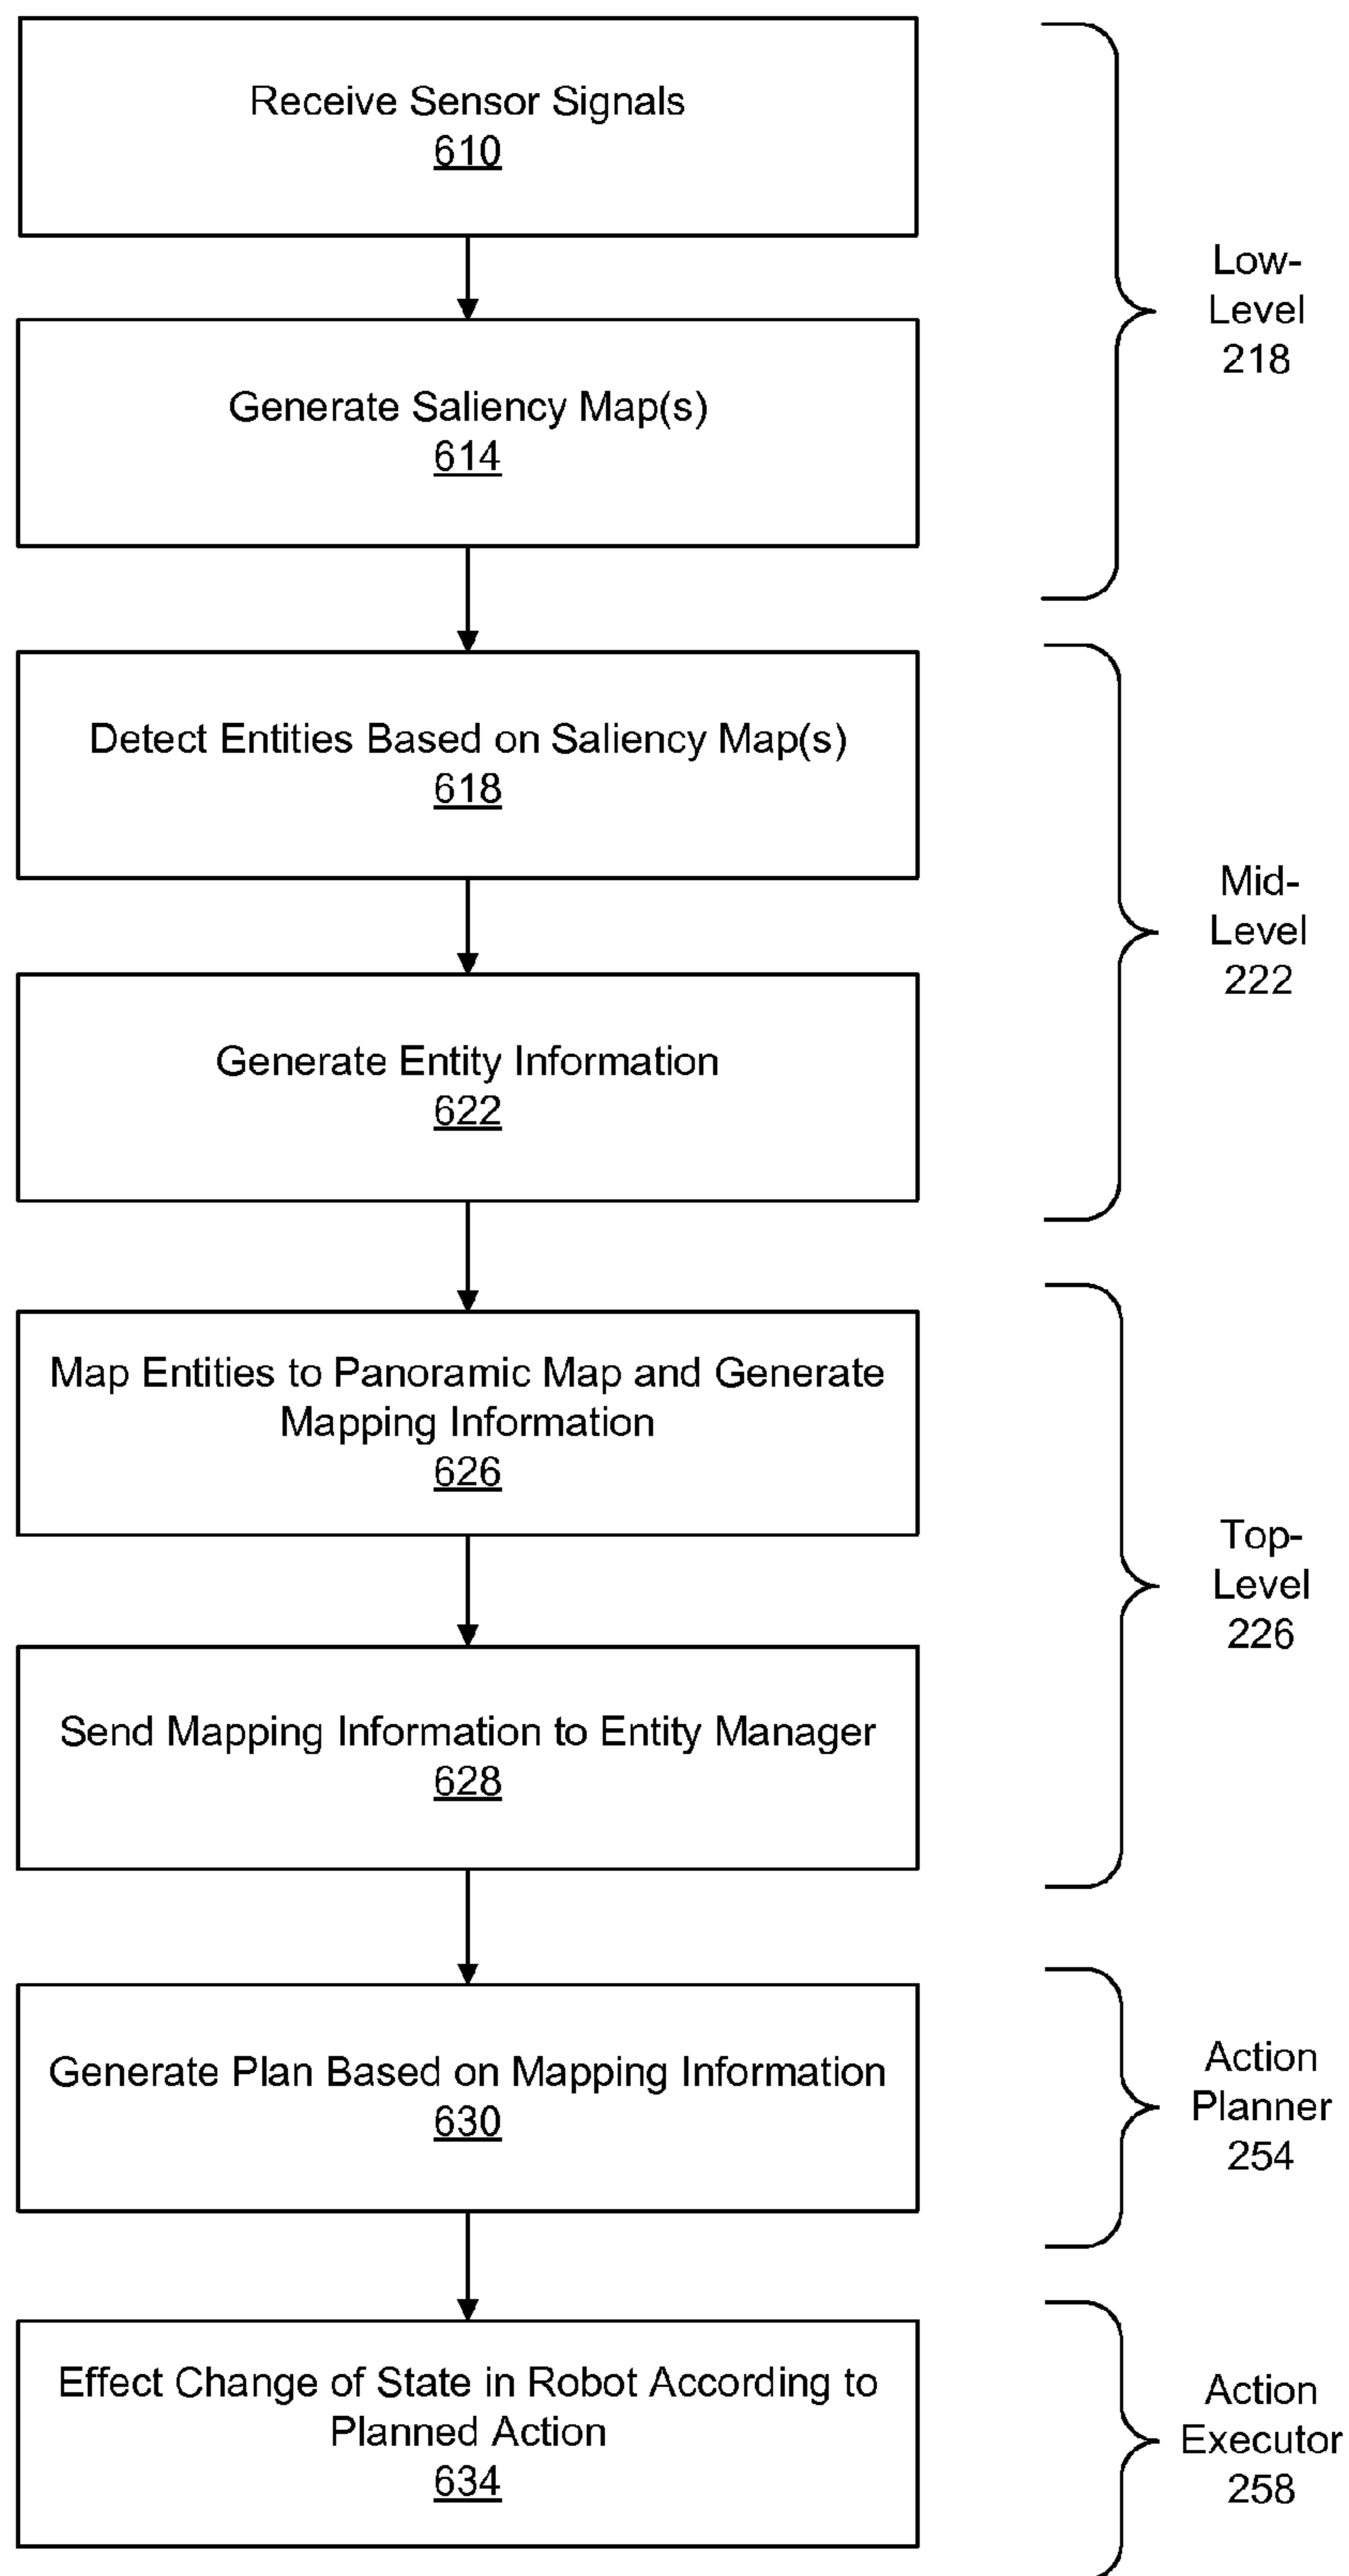 Receive Sensor Signals
610
Generate Saliency Map(s)
614
Low-
Level
218
Detect Entities Based on Saliency Map(s)
618
Generate Entity Information
622
Mid-
Level
222
Map Entities to Panoramic Map and Generate
Mapping Information
626
Send Mapping Information to Entity Manager
628
Top-
Level
226
Generate Plan Based on Mapping Information
630
Action
Planner
254
Effect Change of State in Robot According to
Planned Action
634
Action
Executor
258